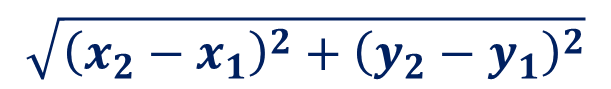 √(x₂ − x₁)² + (y₂ − y₁)²